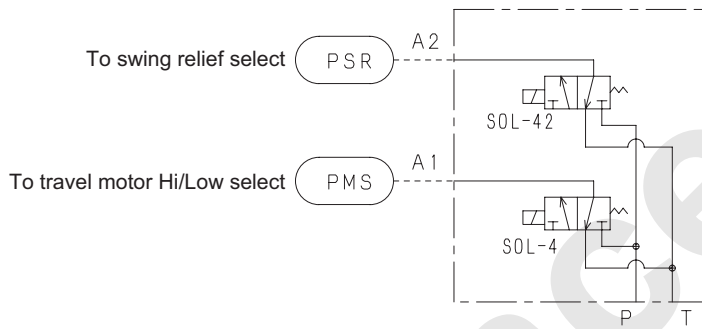 A2
To swing relief select
PSR
SOL-42
A1
To travel motor Hi/Low select
PMS
SOL-4
P T